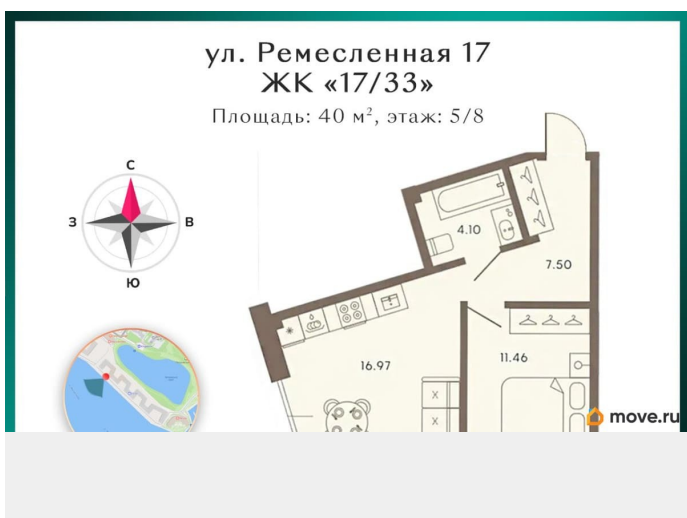 ул. Ремесленная 17
ЖК «17/33»
Площадь: 40 м², этаж: 5/8
С
З
В
Ю
4.10
7.50
16.97
11.46
move.ru